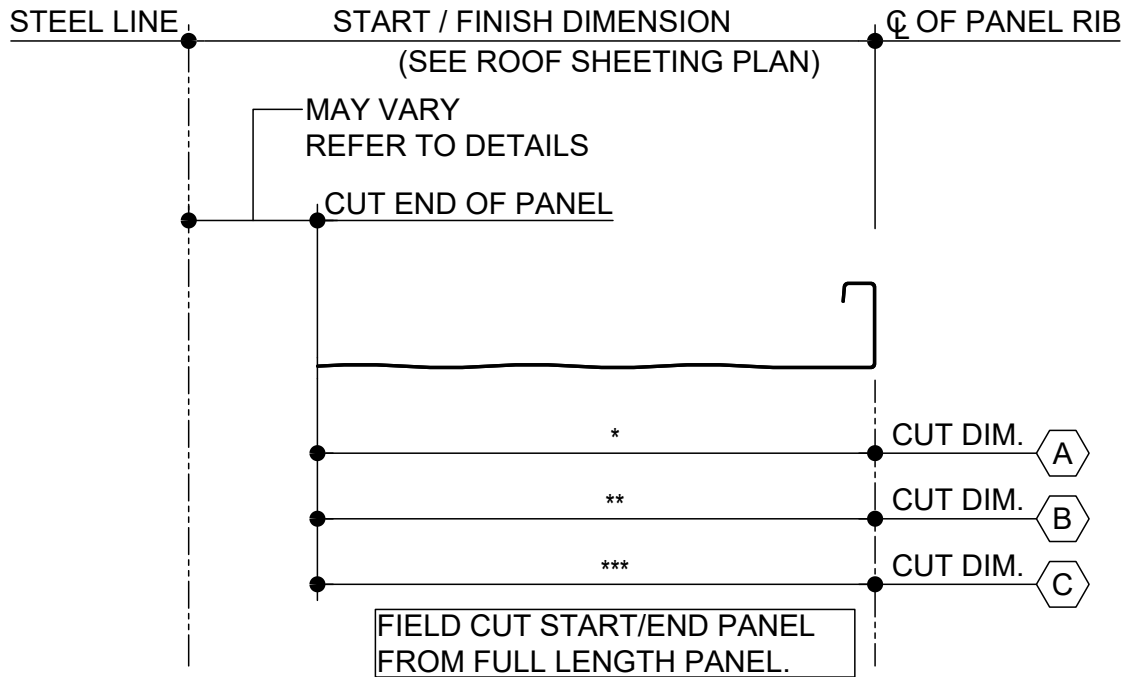 STEEL LINE
START / FINISH DIMENSION
℄ OF PANEL RIB
(SEE ROOF SHEETING PLAN)
MAY VARY
REFER TO DETAILS
CUT END OF PANEL
* CUT DIM. A
** CUT DIM. B
*** CUT DIM. C
FIELD CUT START/END PANEL
FROM FULL LENGTH PANEL.